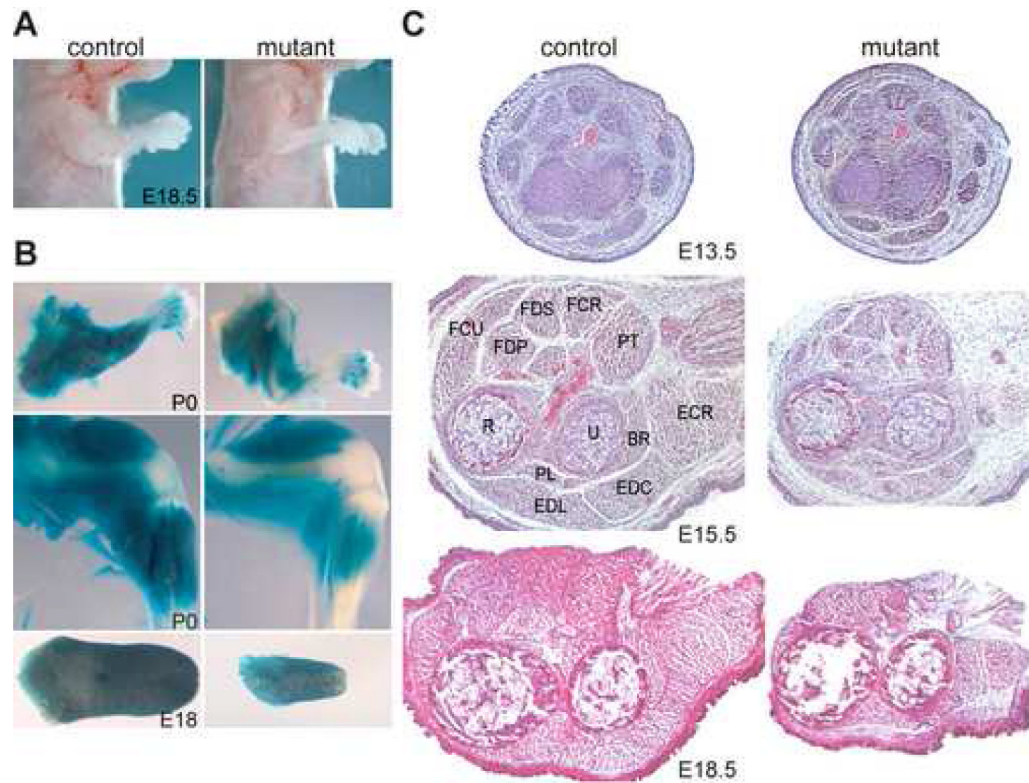 A
control mutant
E18.5
B
P0
P0
E18
C
control mutant
E13.5
FDS FCR
FCU
FDP PT
R U BR ECR
PL
EDL EDC
E15.5
E18.5